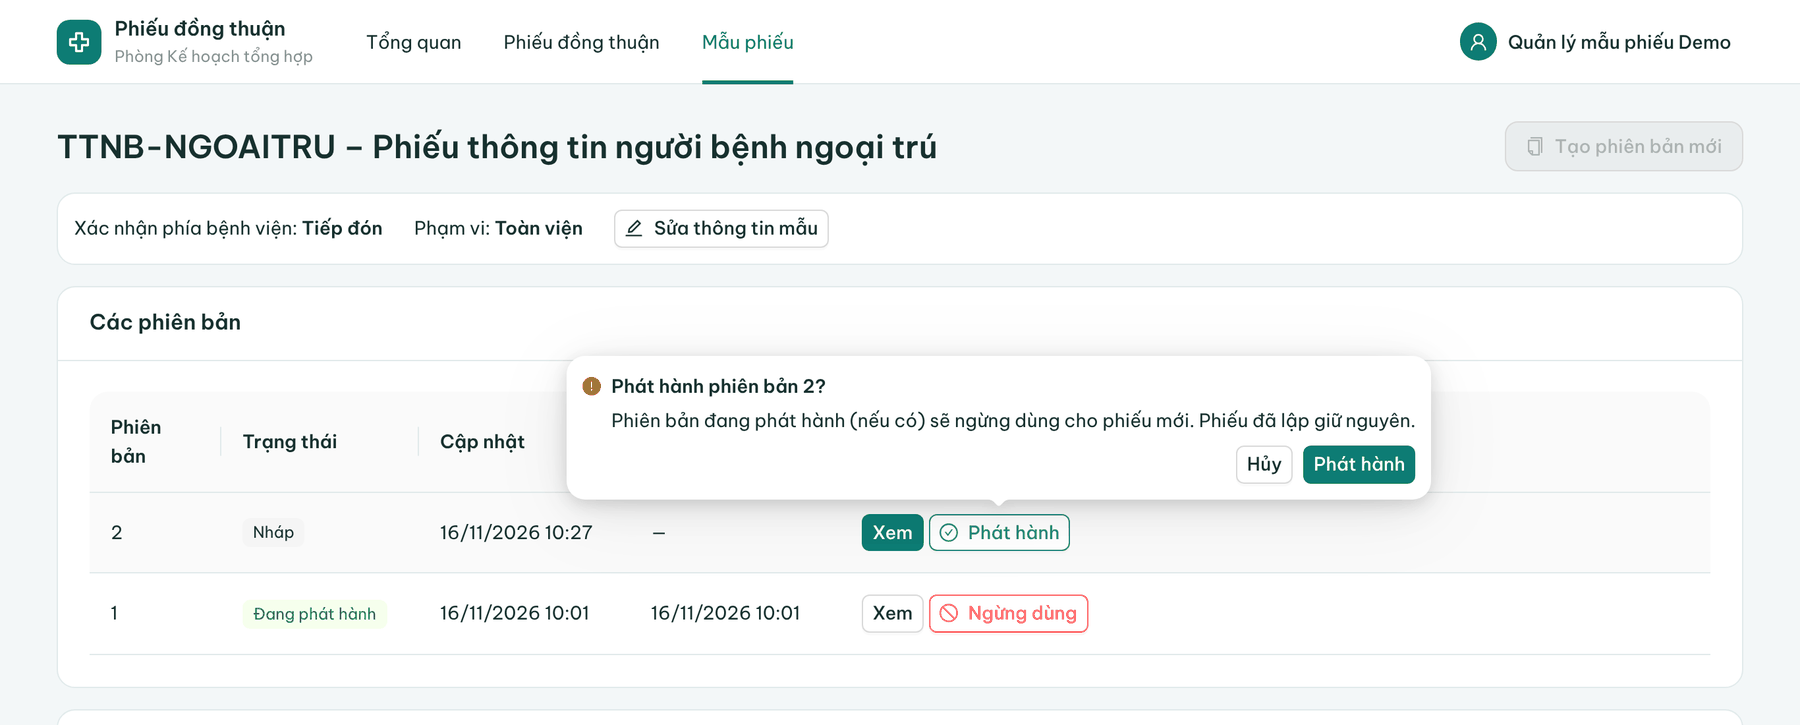 Phiếu đồng thuận
Phòng Kế hoạch tổng hợp
Tổng quan
Phiếu đồng thuận
Mẫu phiếu
Quản lý mẫu phiếu Demo
TTNB-NGOAITRU – Phiếu thông tin người bệnh ngoại trú
Tạo phiên bản mới
Xác nhận phía bệnh viện: Tiếp đón
Phạm vi: Toàn viện
Sửa thông tin mẫu
Các phiên bản
Phiên bản
Trạng thái
Cập nhật
Phát hành phiên bản 2?
Phiên bản đang phát hành (nếu có) sẽ ngừng dùng cho phiếu mới. Phiếu đã lập giữ nguyên.
Hủy
Phát hành
2
Nháp
16/11/2026 10:27
—
Xem
Phát hành
1
Đang phát hành
16/11/2026 10:01
16/11/2026 10:01
Xem
Ngừng dùng